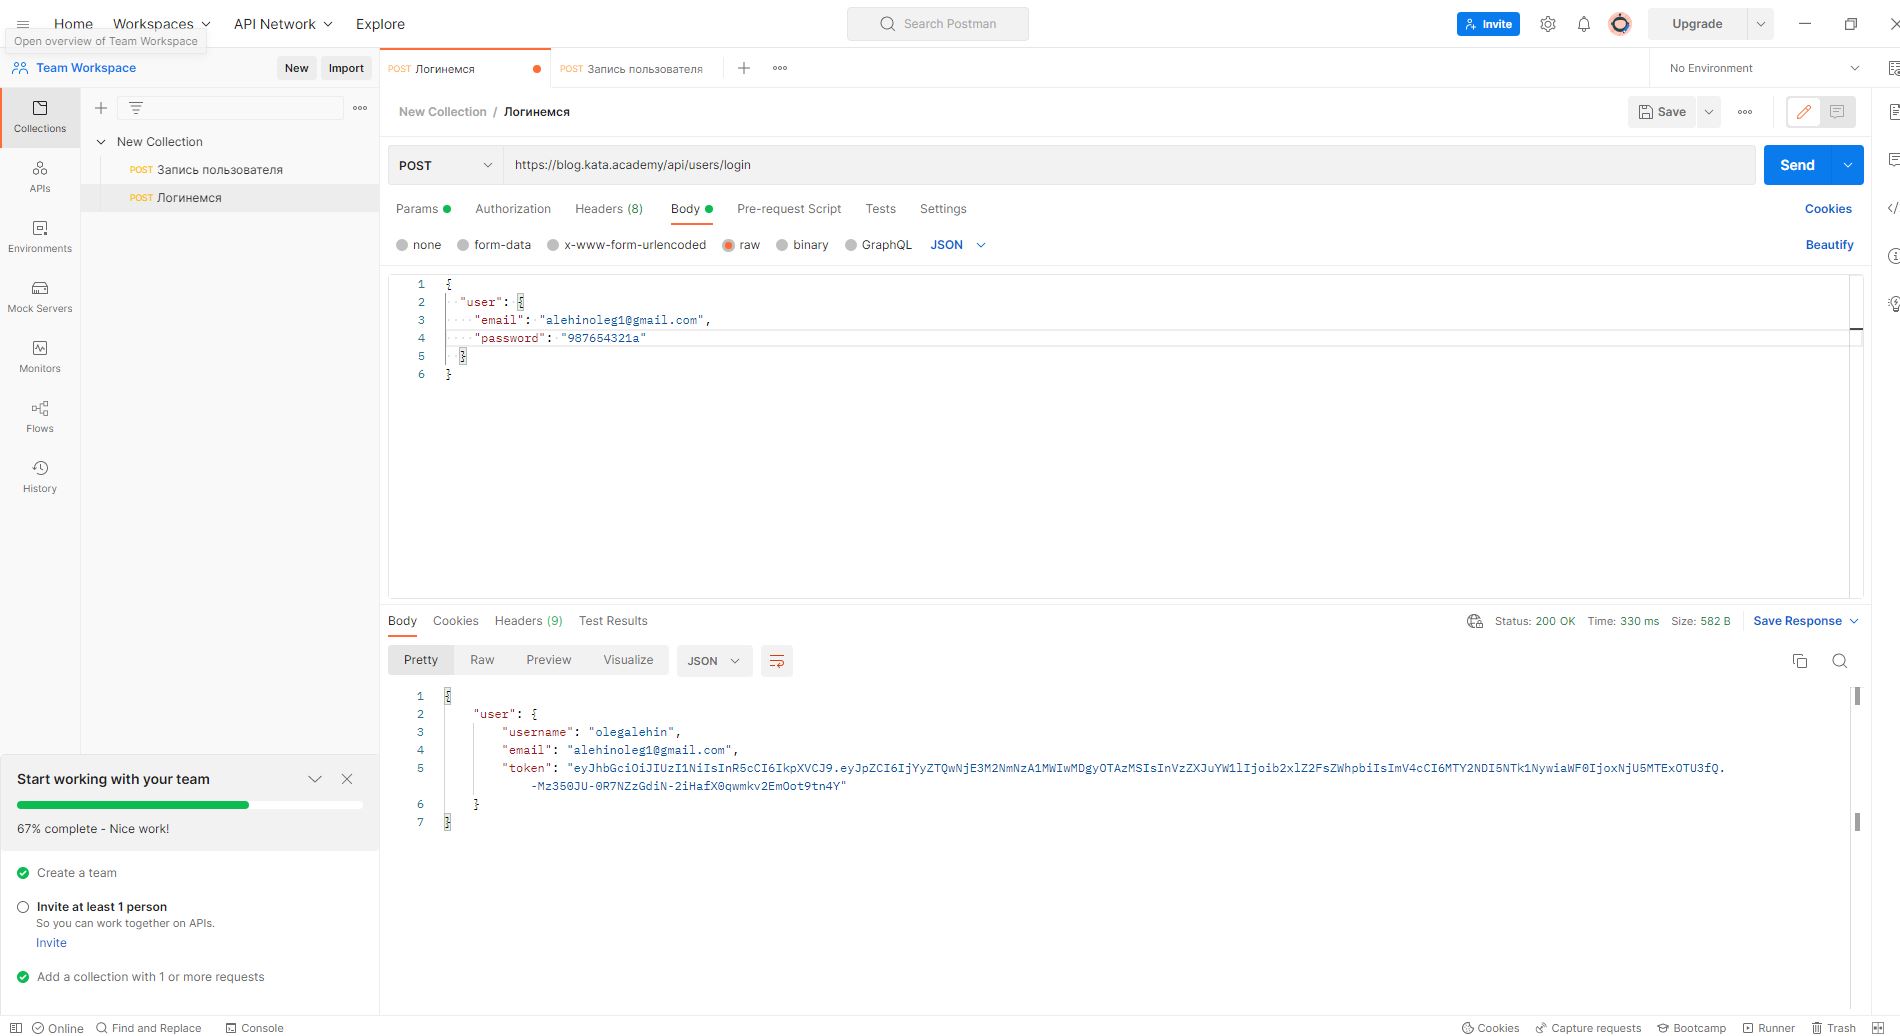 Home Workspaces API Network Explore
Search Postman
Invite
Upgrade
Open overview of Team Workspace
Team Workspace
New Import
POST Логинемся
POST Запись пользователя
No Environment
Collections
APIs
Environments
Mock Servers
Monitors
Flows
History
New Collection
POST Запись пользователя
POST Логинемся
New Collection / Логинемся
Save
POST
https://blog.kata.academy/api/users/login
Send
Params Authorization Headers (8) Body Pre-request Script Tests Settings
Cookies
none form-data x-www-form-urlencoded raw binary GraphQL JSON
Beautify
1 {
2 "user": {
3 "email": "alehinoleg1@gmail.com",
4 "password": "987654321a"
5 }
6 }
Body Cookies Headers (9) Test Results
Status: 200 OK Time: 330 ms Size: 582 B
Save Response
Pretty Raw Preview Visualize JSON
1 {
2 "user": {
3 "username": "olegalehin",
4 "email": "alehinoleg1@gmail.com",
5 "token":
6 }
7 }
Start working with your team
67% complete - Nice work!
Create a team
Invite at least 1 person
So you can work together on APIs.
Invite
Add a collection with 1 or more requests
Online Find and Replace Console
Cookies Capture requests Bootcamp Runner Trash